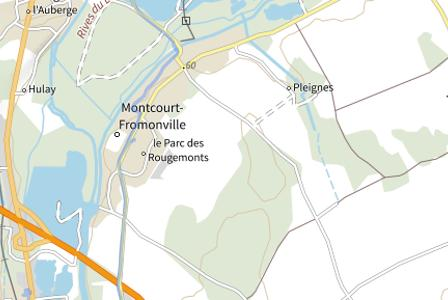 l'Auberge
Rives du L
.60
Hulay
Pleignes
Montcourt-
Fromonville
le Parc des
Rougemonts